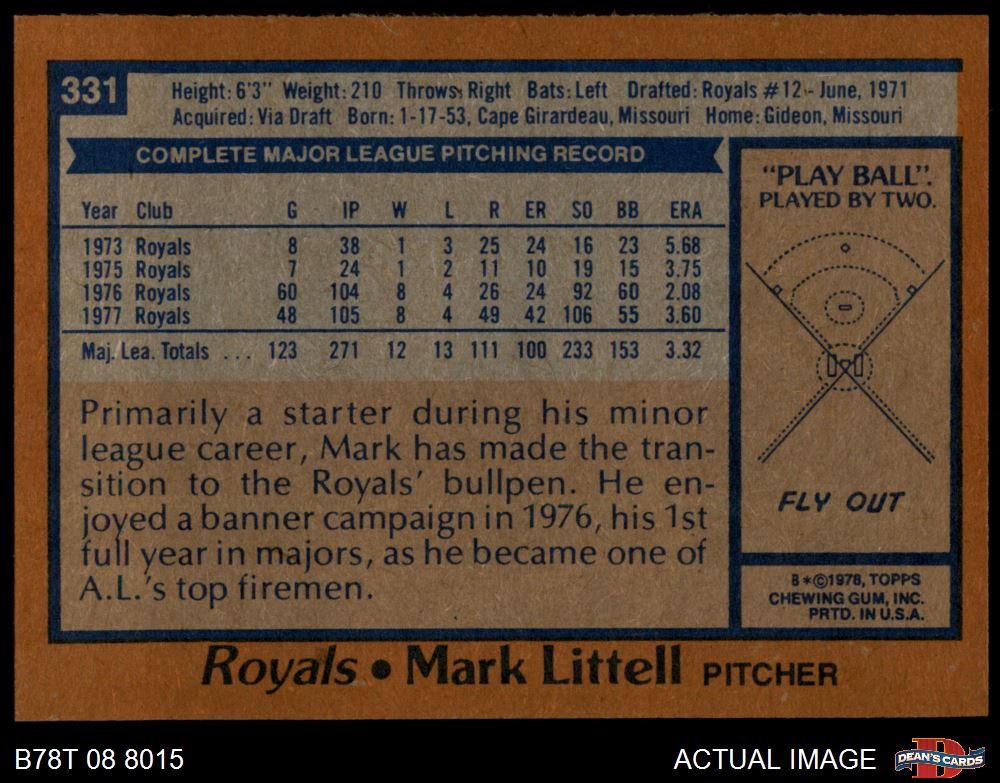 331
Height: 6'3" Weight: 210 Throws: Right Bats: Left Drafted: Royals #12 - June, 1971
Acquired: Via Draft Born: 1-17-53, Cape Girardeau, Missouri Home: Gideon, Missouri
COMPLETE MAJOR LEAGUE PITCHING RECORD
Year Club G IP W L R ER SO BB ERA
1973 Royals 8 38 1 3 25 24 16 23 5.68
1975 Royals 7 24 1 2 11 10 19 15 3.75
1976 Royals 60 104 8 4 26 24 92 60 2.08
1977 Royals 48 105 8 4 49 42 106 55 3.60
Maj. Lea. Totals ... 123 271 12 13 111 100 233 153 3.32
Primarily a starter during his minor
league career, Mark has made the tran-
sition to the Royals' bullpen. He en-
joyed a banner campaign in 1976, his 1st
full year in majors, as he became one of
A.L.'s top firemen.
"PLAY BALL".
PLAYED BY TWO.
FLY OUT
B*©1978, TOPPS
CHEWING GUM, INC.
PRTD. IN U.S.A.
Royals • Mark Littell PITCHER
B78T 08 8015
ACTUAL IMAGE
DEAN'S CARDS